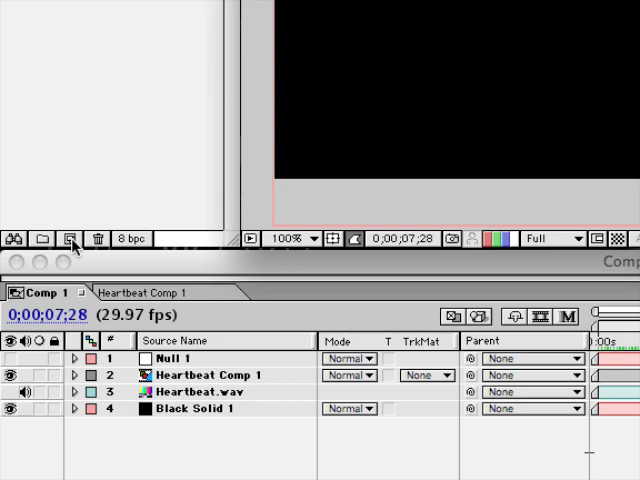 8 bpc
100% 0;00;07;28 Full
Comp
Comp 1 Heartbeat Comp 1
0;00;07;28 (29.97 fps)
M
# Source Name Mode T TrkMat Parent :00s
1 Null 1 Normal None
2 Heartbeat Comp 1 Normal None None
3 Heartbeat.wav None
4 Black Solid 1 Normal None